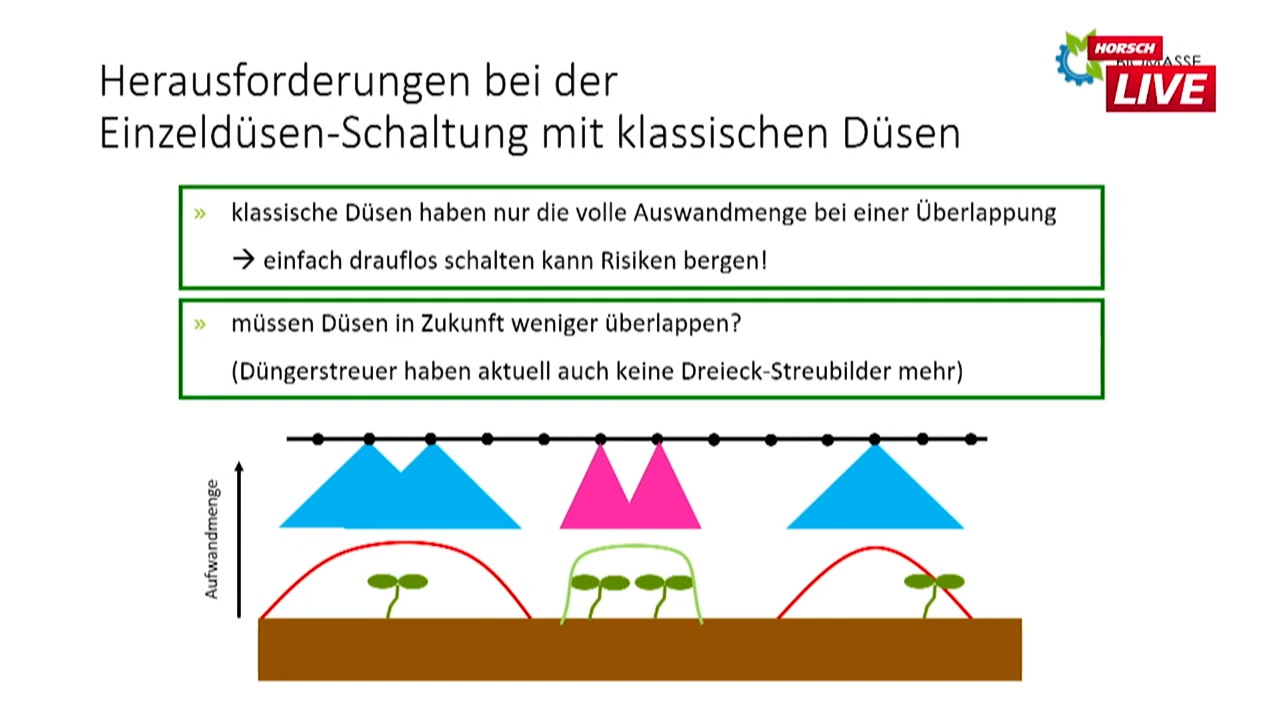 Herausforderungen bei der
Einzeldüsen-Schaltung mit klassischen Düsen
HORSCH
LIVE
» klassische Düsen haben nur die volle Auswandmenge bei einer Überlappung
→ einfach drauflos schalten kann Risiken bergen!
» müssen Düsen in Zukunft weniger überlappen?
(Düngerstreuer haben aktuell auch keine Dreieck-Streubilder mehr)
Aufwandmenge